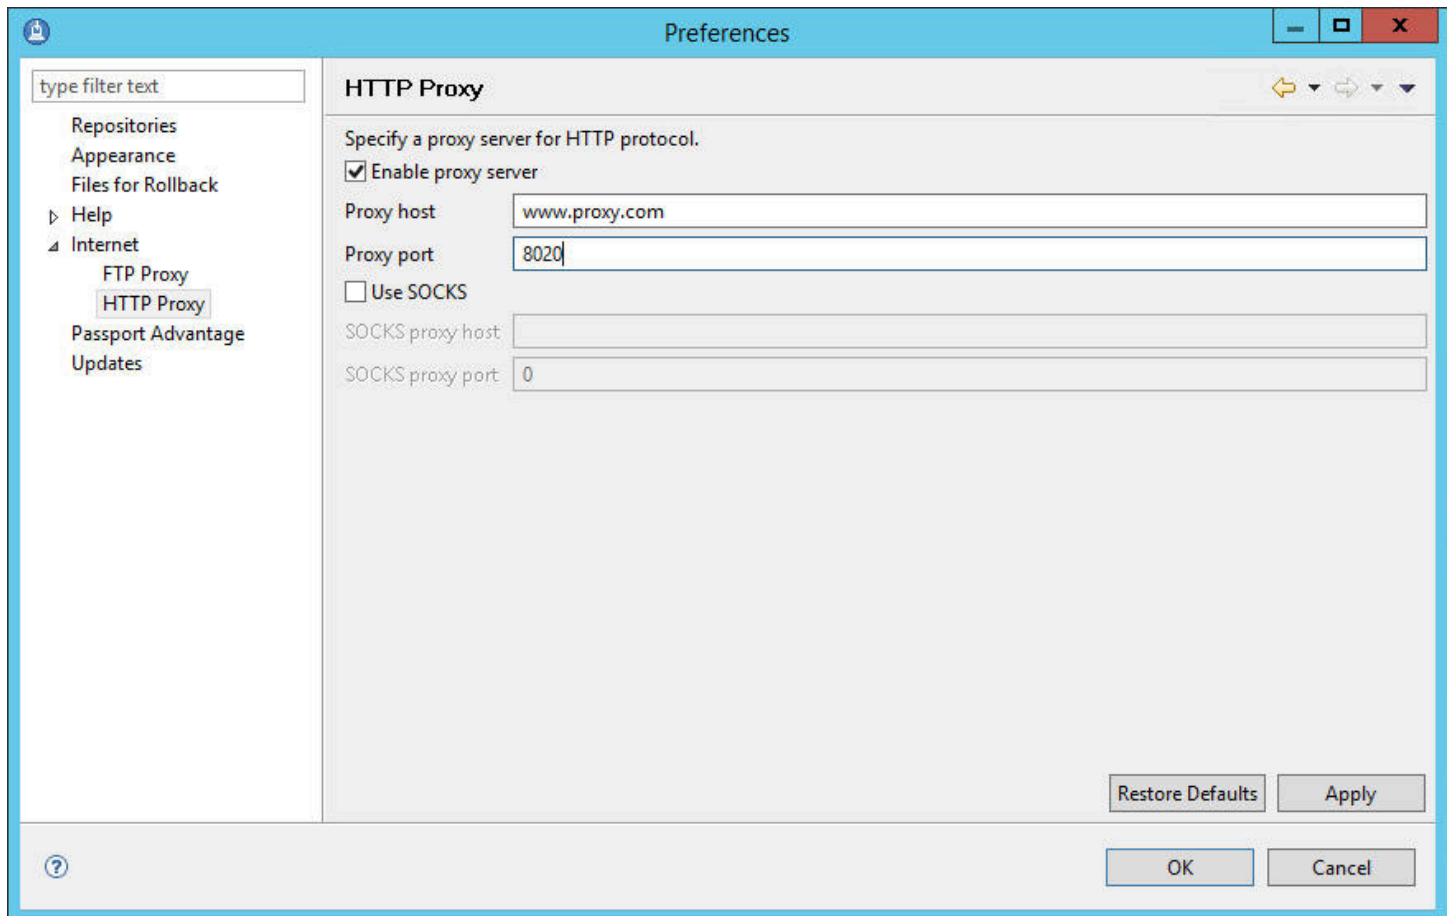 Preferences
type filter text
Repositories
Appearance
Files for Rollback
Help
Internet
FTP Proxy
HTTP Proxy
Passport Advantage
Updates
HTTP Proxy
Specify a proxy server for HTTP protocol.
Enable proxy server
Proxy host www.proxy.com
Proxy port 8020
Use SOCKS
SOCKS proxy host
SOCKS proxy port 0
Restore Defaults Apply
? OK Cancel